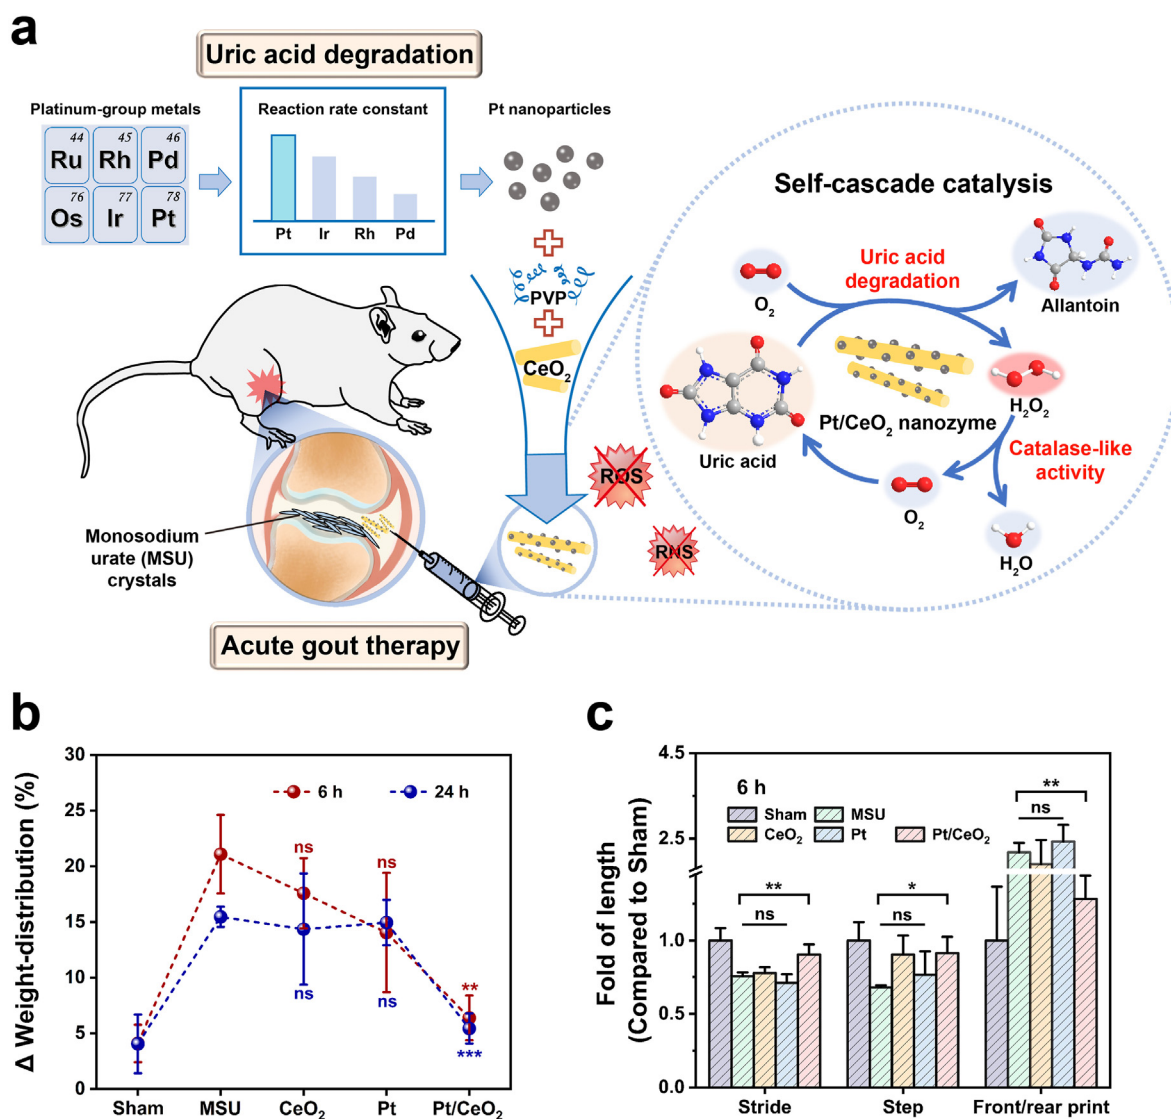 a
Uric acid degradation
Platinum-group metals
44 45 46
Ru Rh Pd
76 77 78
Os Ir Pt
Reaction rate constant
Pt Ir Rh Pd
Pt nanoparticles
PVP
CeO₂
Self-cascade catalysis
Uric acid
degradation
O₂
Allantoin
H₂O₂
Pt/CeO₂ nanozyme
Uric acid
Catalase-like
activity
O₂
H₂O
ROS
RNS
Monosodium
urate (MSU)
crystals
Acute gout therapy
b
Δ Weight-distribution (%)
30
25
20
15
10
5
0
6 h 24 h
ns
ns
ns
ns
**
***
Sham MSU CeO₂ Pt Pt/CeO₂
c
Fold of length
(Compared to Sham)
4.5
2.5
1.0
0.5
0.0
6 h
Sham MSU
CeO₂ Pt Pt/CeO₂
**
ns
*
ns
**
ns
Stride Step Front/rear print